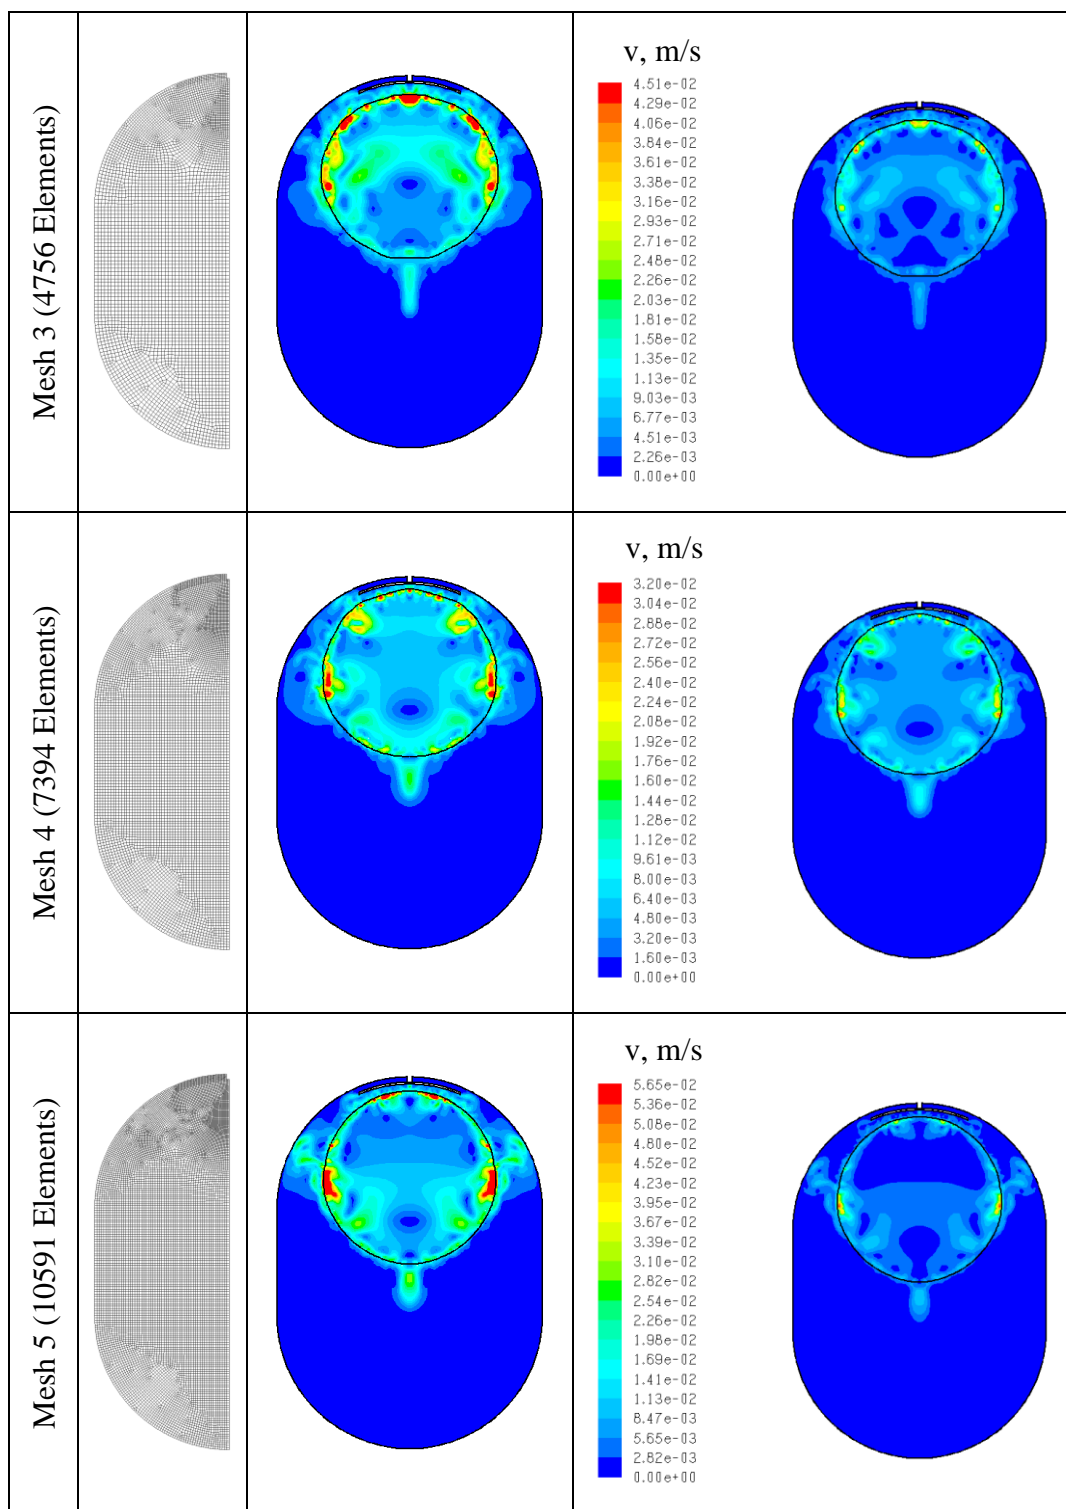 Mesh 3 (4756 Elements)
v, m/s
4.51e-02
4.29e-02
4.06e-02
3.84e-02
3.61e-02
3.38e-02
3.16e-02
2.93e-02
2.71e-02
2.48e-02
2.26e-02
2.03e-02
1.81e-02
1.58e-02
1.35e-02
1.13e-02
9.03e-03
6.77e-03
4.51e-03
2.26e-03
0.00e+00
Mesh 4 (7394 Elements)
v, m/s
3.20e-02
3.04e-02
2.88e-02
2.72e-02
2.56e-02
2.40e-02
2.24e-02
2.08e-02
1.92e-02
1.76e-02
1.60e-02
1.44e-02
1.28e-02
1.12e-02
9.61e-03
8.00e-03
6.40e-03
4.80e-03
3.20e-03
1.60e-03
0.00e+00
Mesh 5 (10591 Elements)
v, m/s
5.65e-02
5.36e-02
5.08e-02
4.80e-02
4.52e-02
4.23e-02
3.95e-02
3.67e-02
3.39e-02
3.10e-02
2.82e-02
2.54e-02
2.26e-02
1.98e-02
1.69e-02
1.41e-02
1.13e-02
8.47e-03
5.65e-03
2.82e-03
0.00e+00